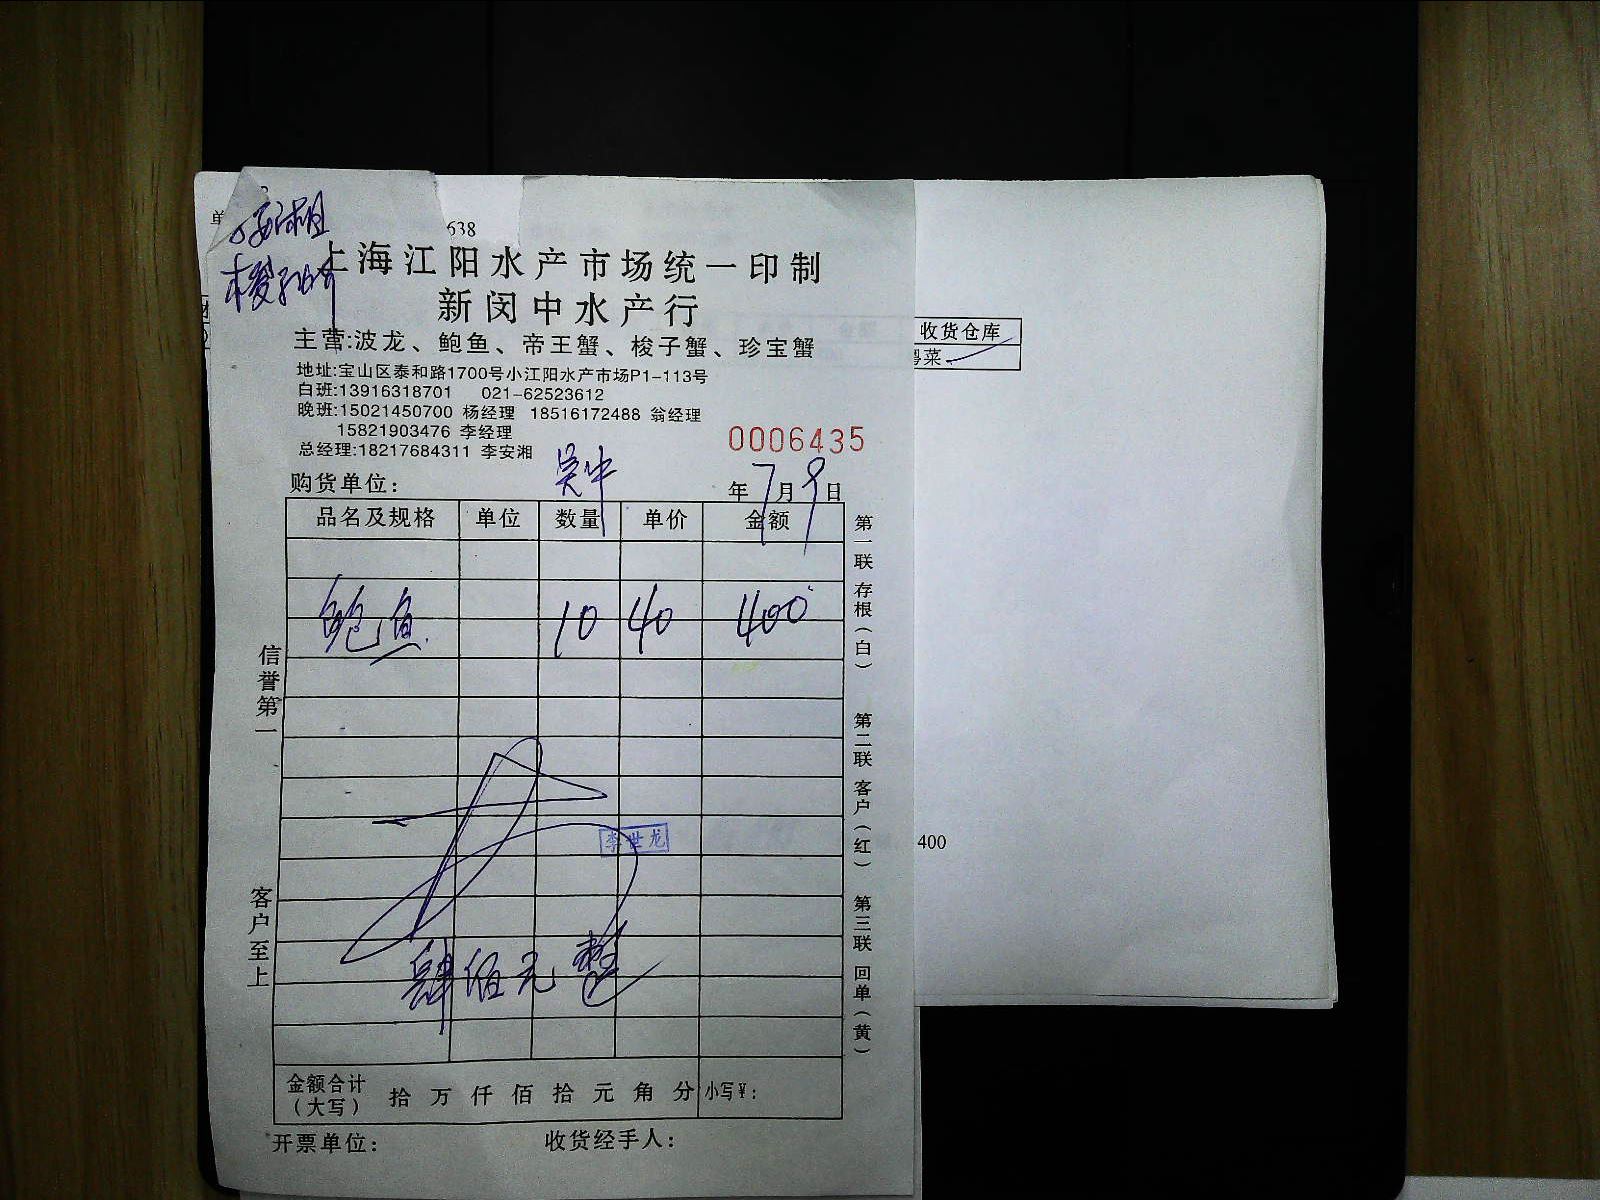 单
638
上海江阳水产市场统一印制
新闵中水产行
主营:波龙、鲍鱼、帝王蟹、梭子蟹、珍宝蟹
地址:宝山区泰和路1700号小江阳水产市场P1-113号
白班:13916318701 021-62523612
晚班:15021450700 杨经理 18516172488 翁经理
15821903476 李经理
总经理:18217684311 李安湘
0006435
购货单位: 年7月9日
品名及规格 单位 数量 单价 金额
鲍鱼 10 40 400
李世龙
肆佰元整
金额合计(大写) 拾 万 仟 佰 拾 元 角 分 小写¥:
开票单位: 收货经手人:
信誉第一
客户至上
第一联 存根(白)
第二联 客户(红)
第三联 回单(黄)
收货仓库
粤菜
400